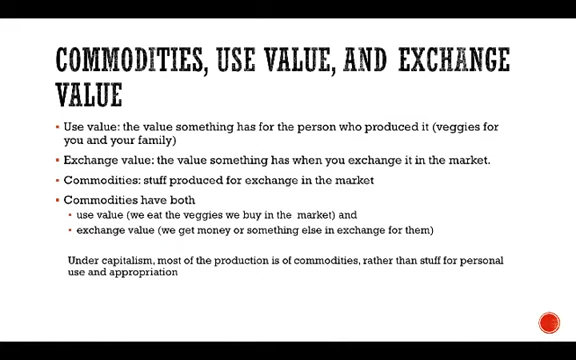 COMMODITIES, USE VALUE, AND EXCHANGE
VALUE
▪ Use value: the value something has for the person who produced it (veggies for
you and your family)
▪ Exchange value: the value something has when you exchange it in the market.
▪ Commodities: stuff produced for exchange in the market
▪ Commodities have both
▪ use value (we eat the veggies we buy in the market) and
▪ exchange value (we get money or something else in exchange for them)
Under capitalism, most of the production is of commodities, rather than stuff for personal
use and appropriation